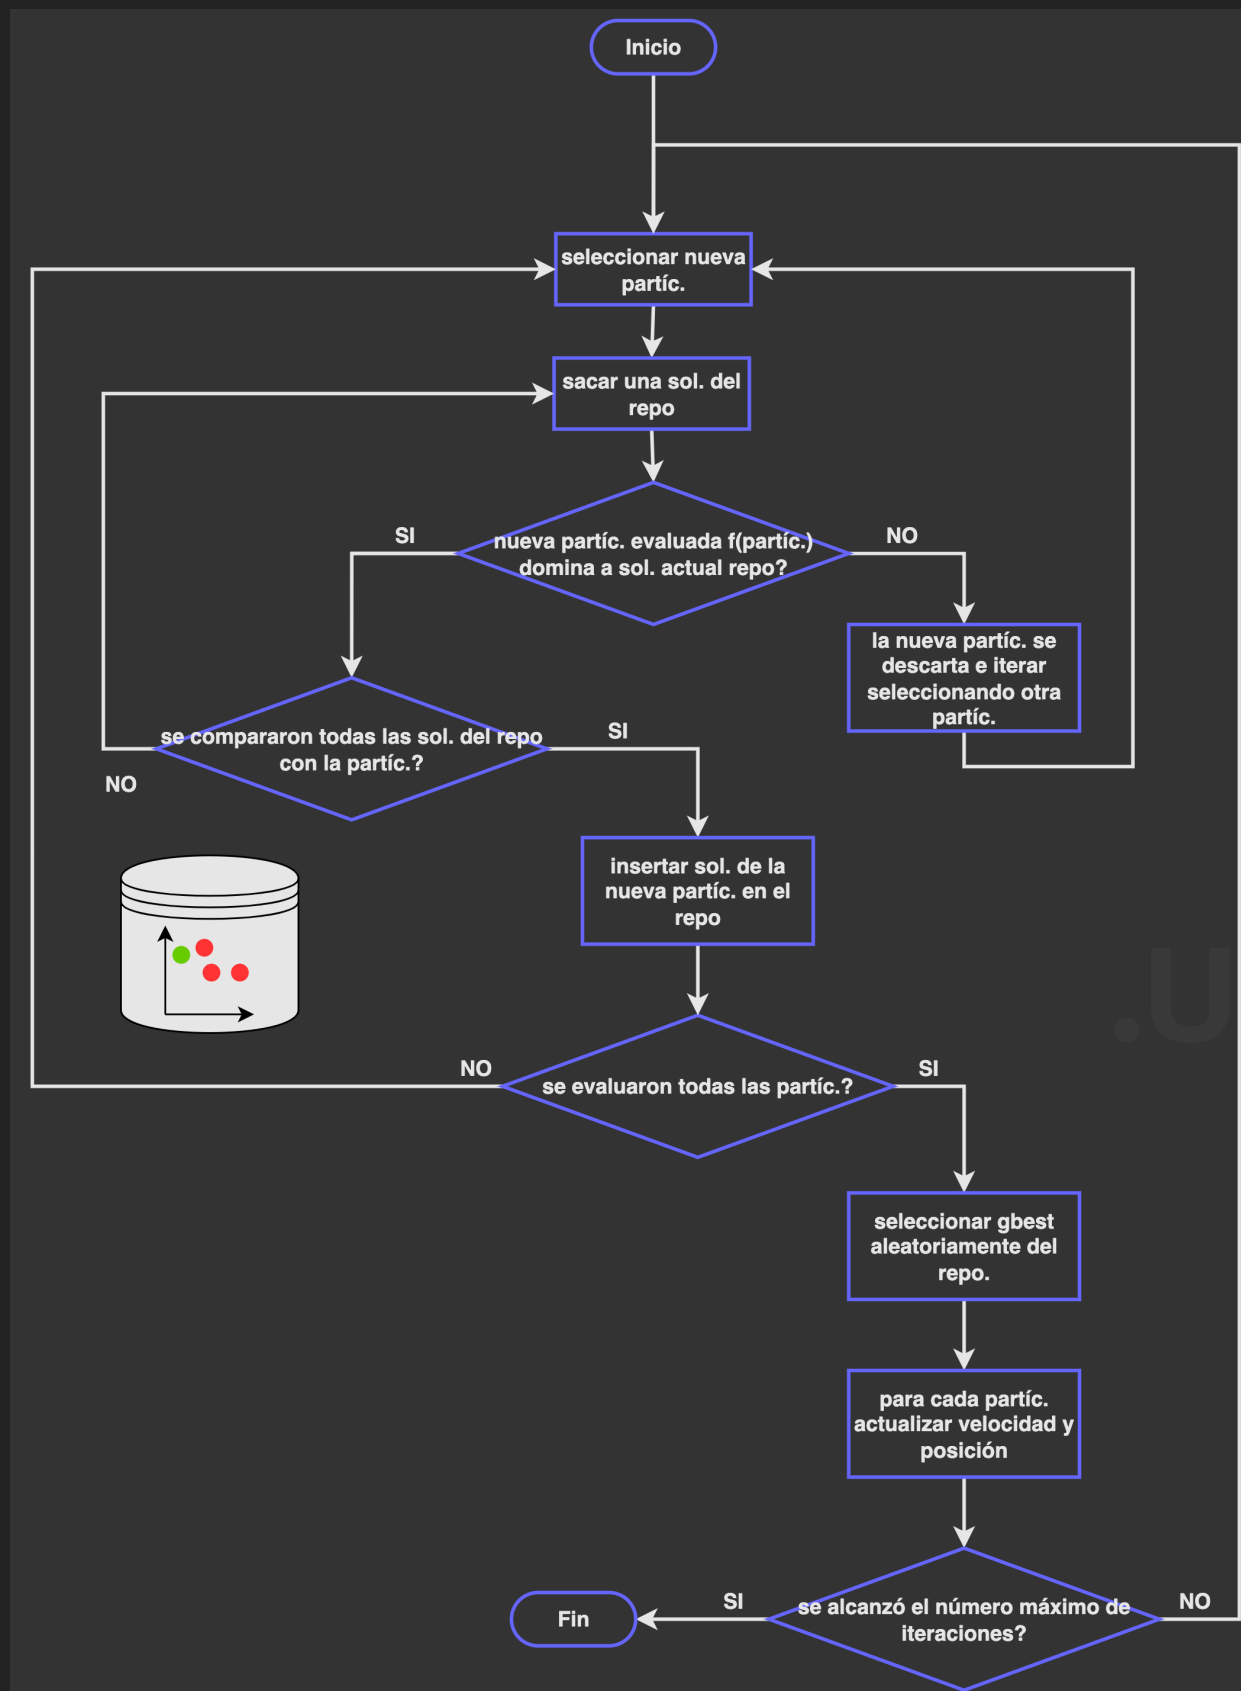 Inicio
seleccionar nueva
partíc.
sacar una sol. del
repo
nueva partíc. evaluada f(partíc.)
domina a sol. actual repo?
SI
NO
la nueva partíc. se
descarta e iterar
seleccionando otra
partíc.
se compararon todas las sol. del repo
con la partíc.?
SI
NO
insertar sol. de la
nueva partíc. en el
repo
.U
se evaluaron todas las partíc.?
NO
SI
seleccionar gbest
aleatoriamente del
repo.
para cada partíc.
actualizar velocidad y
posición
se alcanzó el número máximo de
iteraciones?
SI
NO
Fin